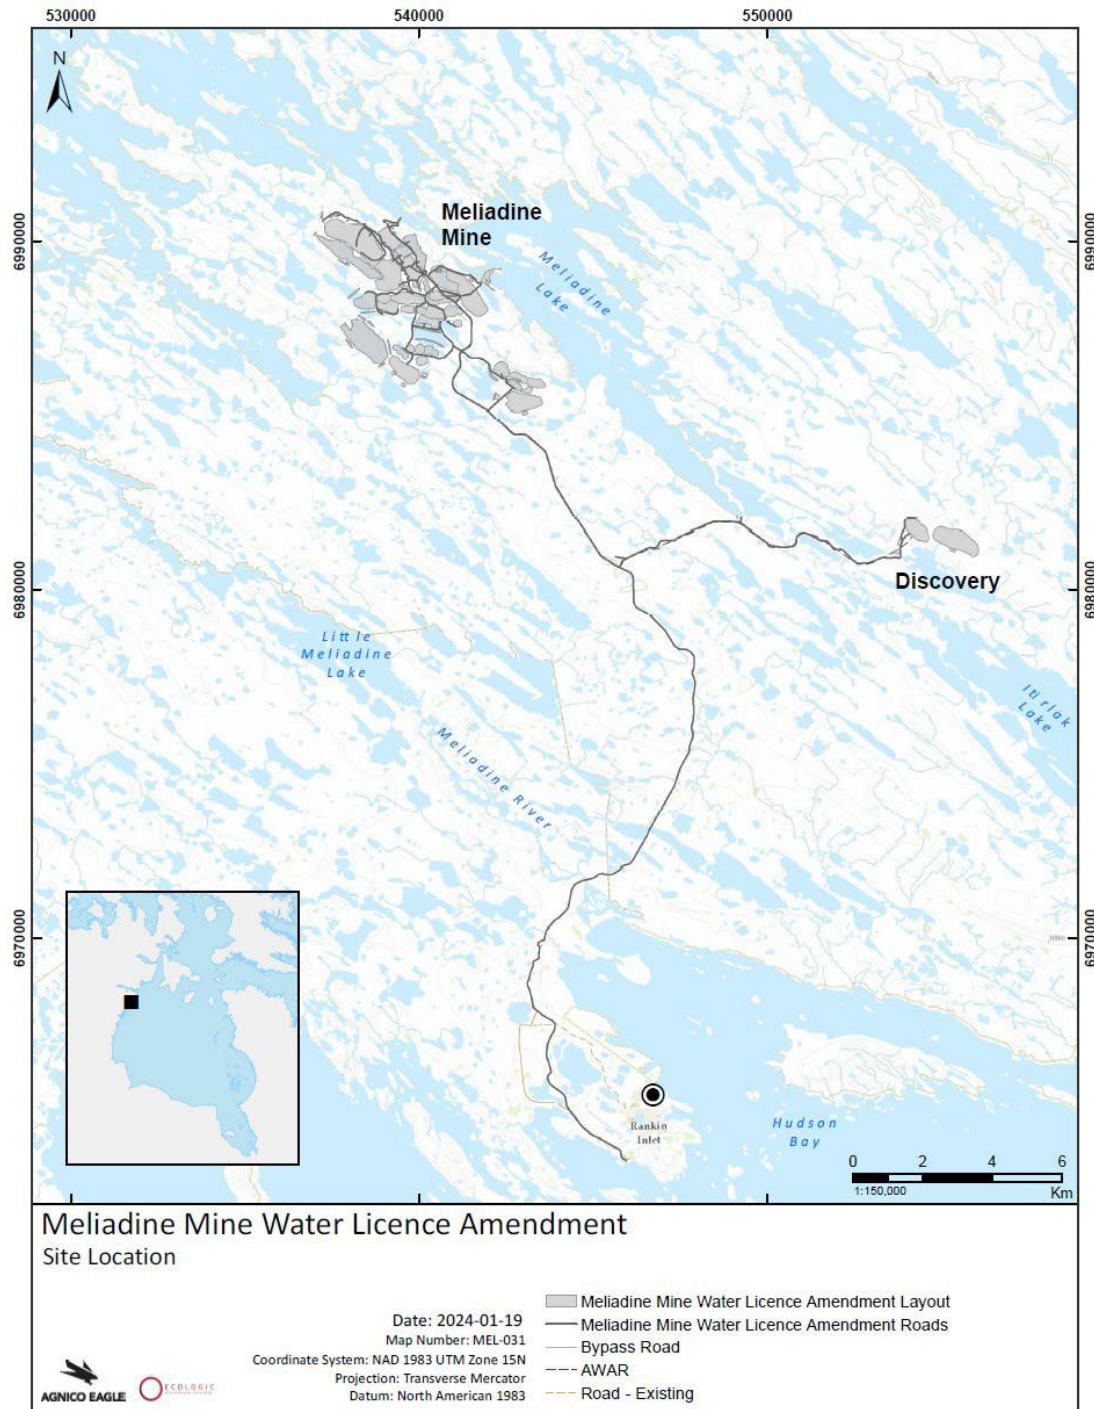 530000 540000 550000
N
6990000
6990000
Meliadine
Mine
Meliadine
Lake
Discovery
6980000
6980000
Little
Meliadine
Lake
Itirlak
Lake
Meliadine River
6970000
6970000
Rankin
Inlet
Hudson
Bay
0 2 4 6
1:150,000 Km
Meliadine Mine Water Licence Amendment
Site Location
Date: 2024-01-19
Map Number: MEL-031
Coordinate System: NAD 1983 UTM Zone 15N
Projection: Transverse Mercator
Datum: North American 1983
Meliadine Mine Water Licence Amendment Layout
Meliadine Mine Water Licence Amendment Roads
Bypass Road
AWAR
Road - Existing
AGNICO EAGLE
ECOLOGIC